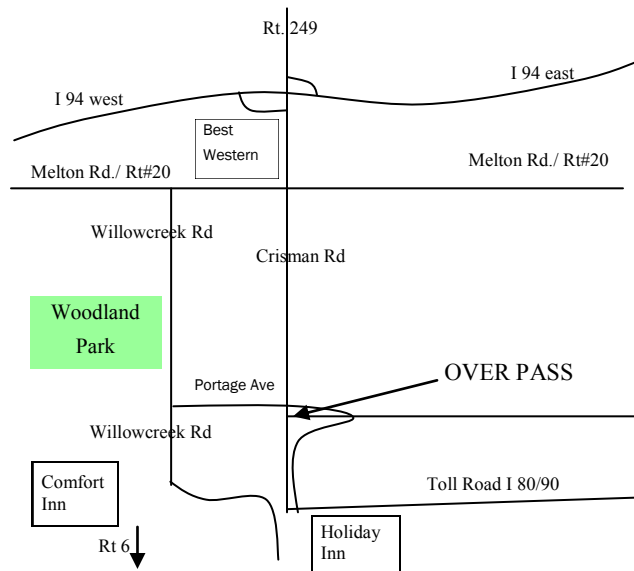 Rt. 249
I 94 east
I 94 west
Best
Western
Melton Rd./ Rt#20
Melton Rd./ Rt#20
Willowcreek Rd
Crisman Rd
Woodland
Park
OVER PASS
Portage Ave
Willowcreek Rd
Comfort
Inn
Toll Road I 80/90
Holiday
Inn
Rt 6